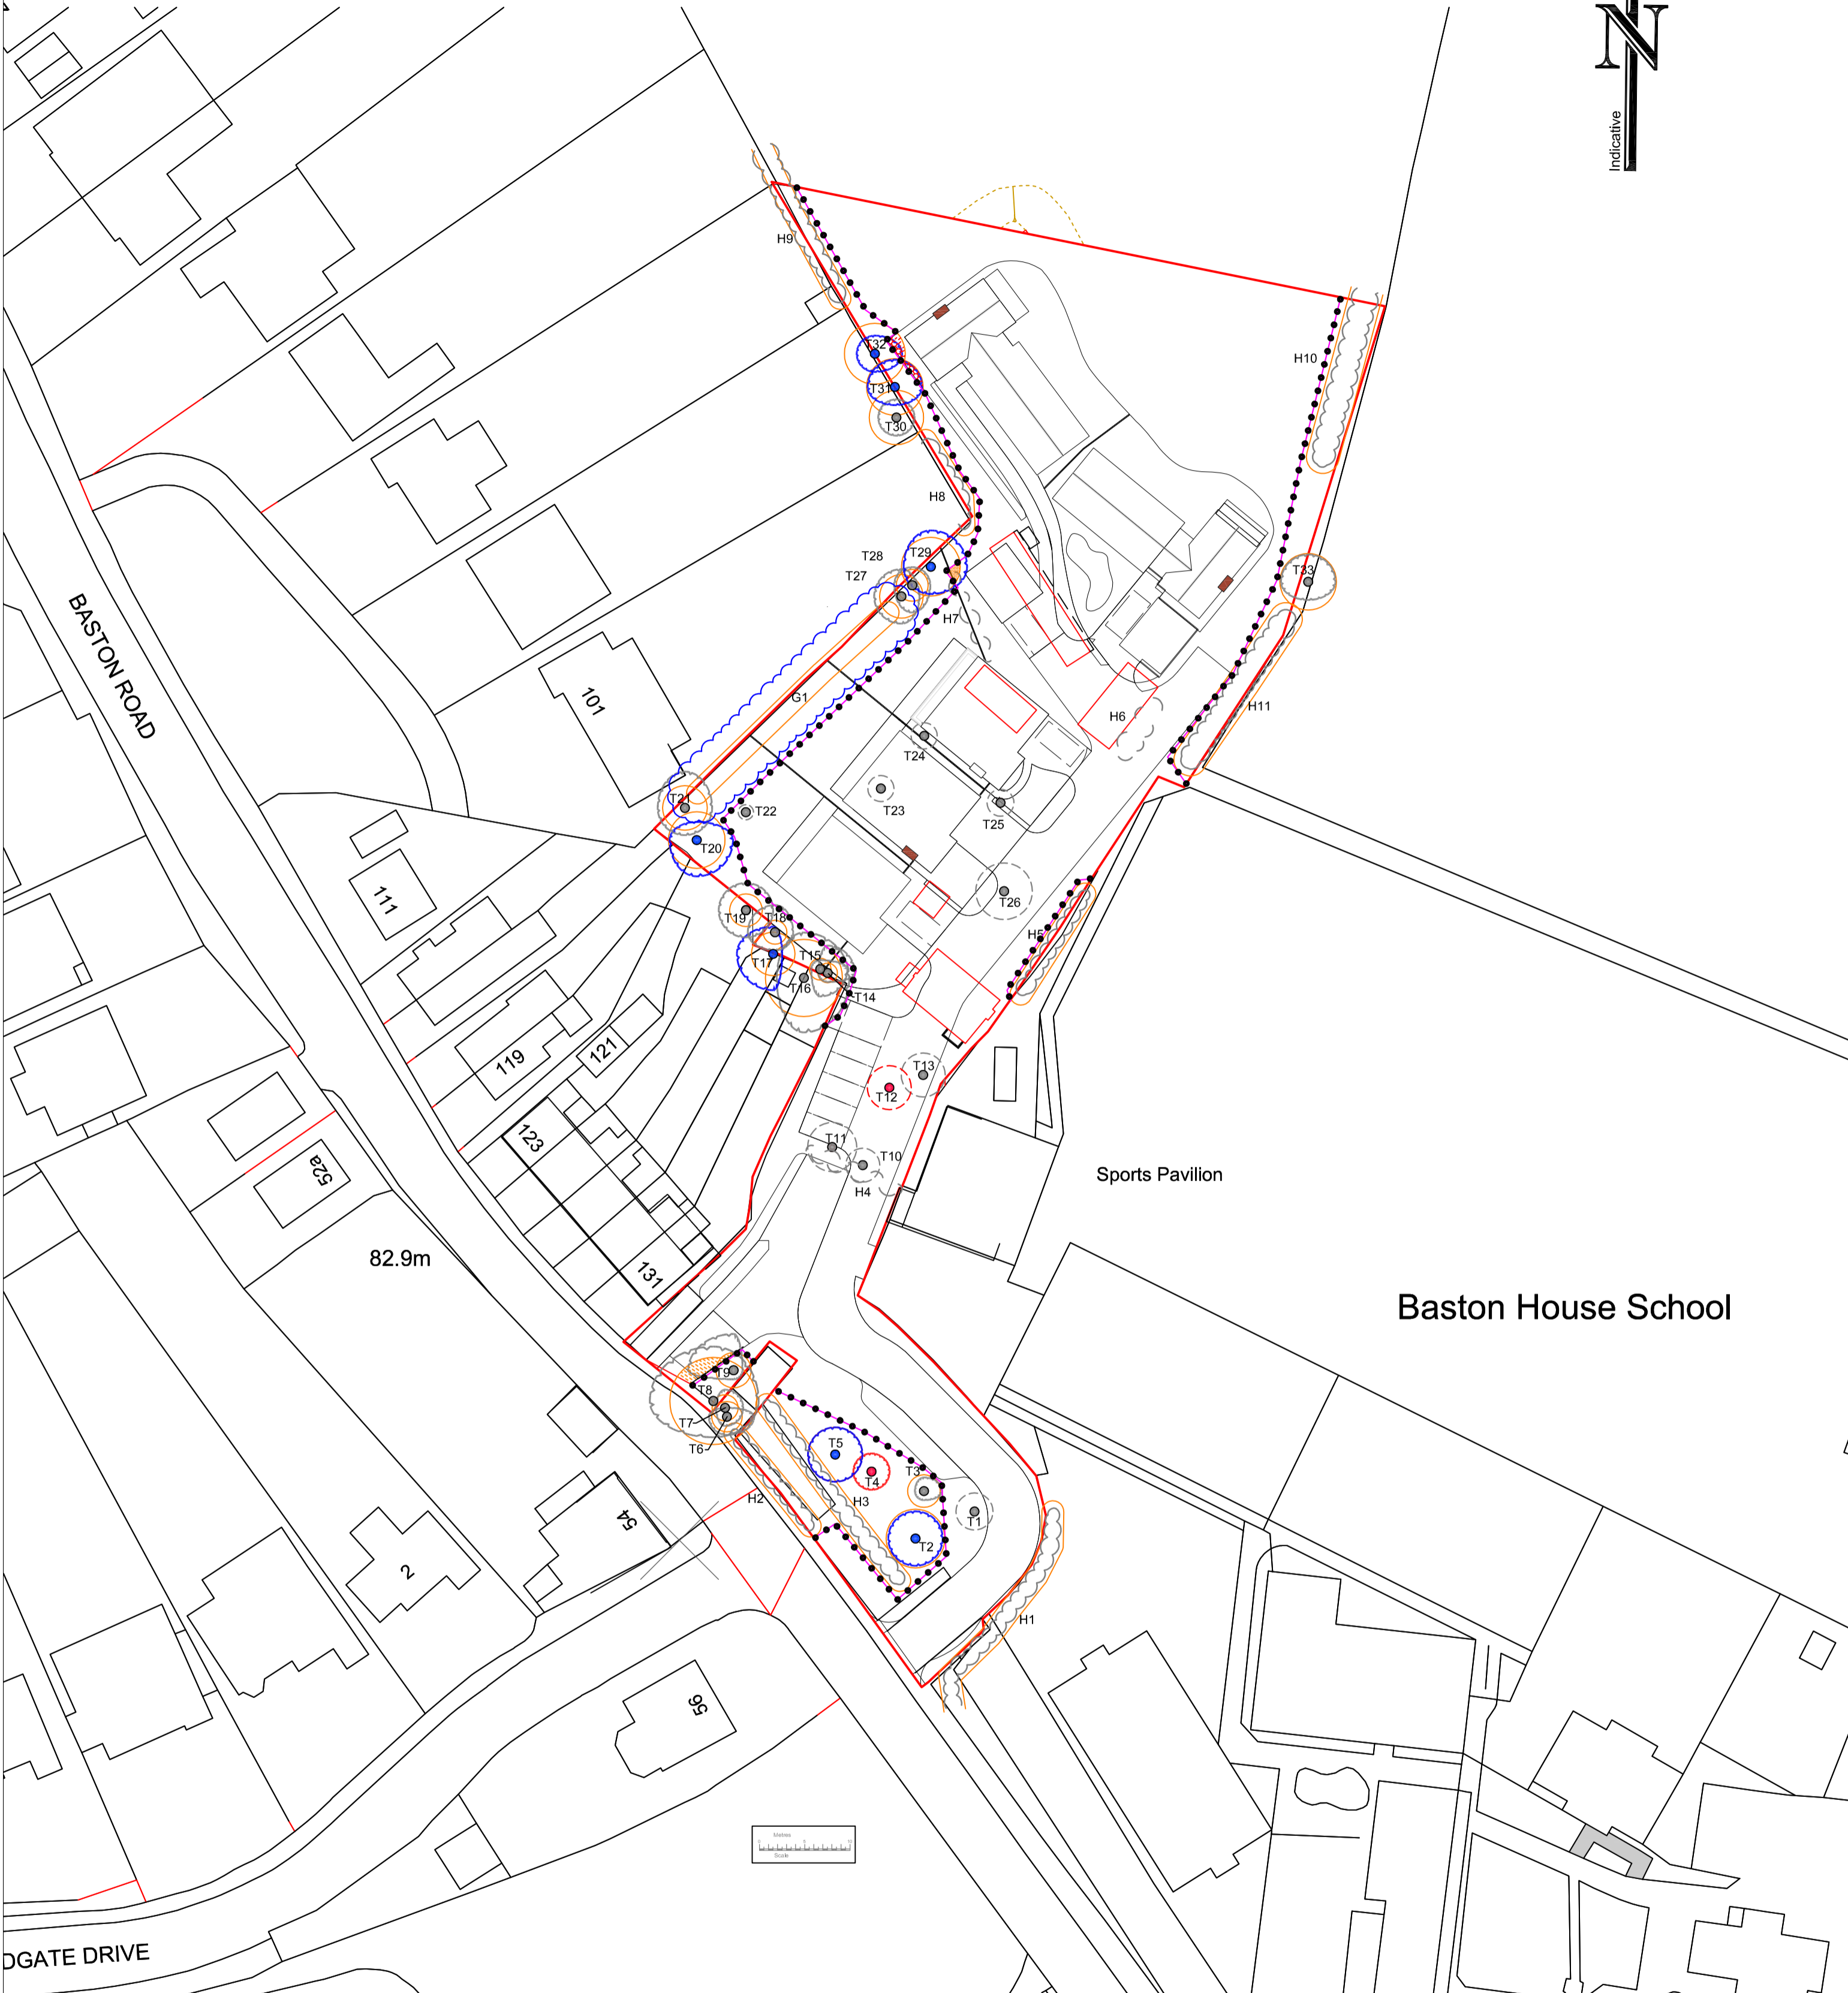 N
Indicative
H9
T32
T31
T30
H10
H8
T29
T28
T27
T33
H7
BASTON ROAD
101
G1
H6
H11
T24
T21
T22
T23
T25
T20
111
T26
T19
T18
H5
T17
T15
T16
T14
119
121
T13
T12
123
T11
T10
52a
Sports Pavilion
H4
82.9m
131
Baston House School
T9
T8
T7
T6
T5
T4
T3
H2
H3
T1
54
T2
2
H1
56
Metres
Scale
DGATE DRIVE